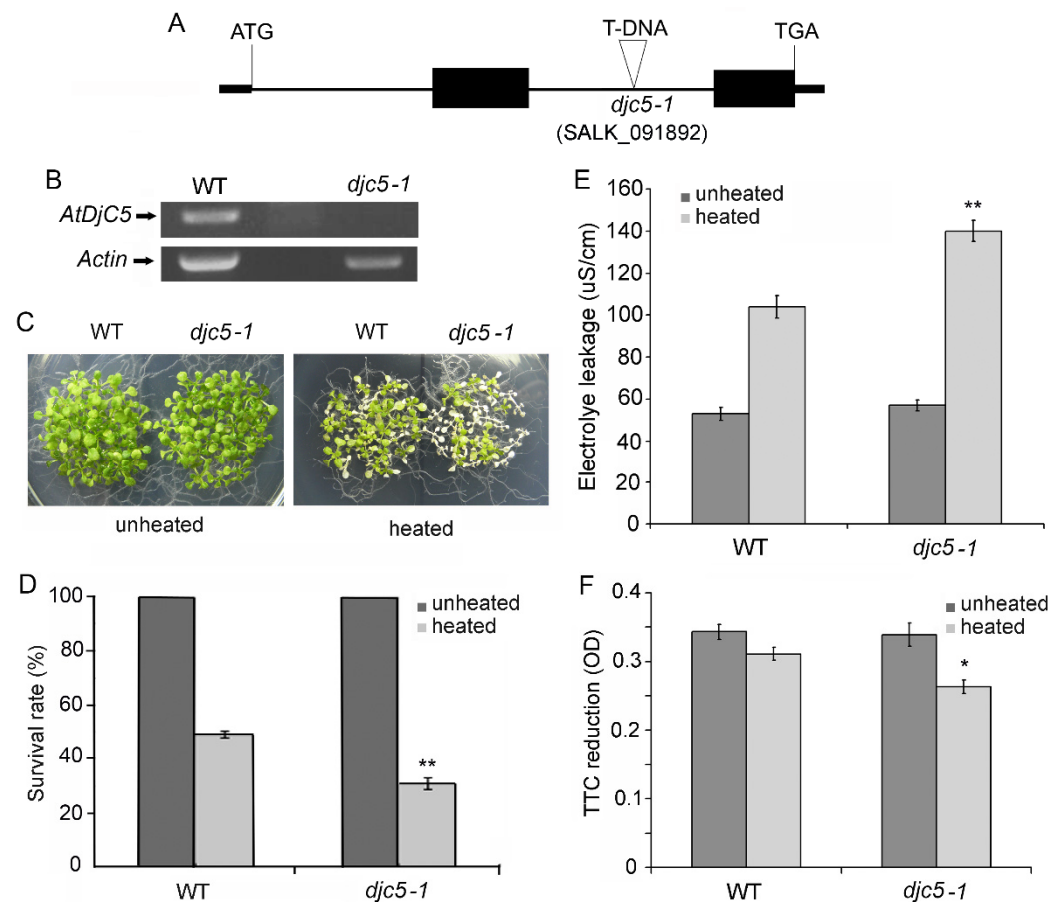 A
ATG
T-DNA
TGA
djc5-1
(SALK_091892)
B
WT
djc5-1
AtDjC5
Actin
C
WT
djc5-1
WT
djc5-1
unheated
heated
D
unheated
heated
Survival rate (%)
100
80
60
40
20
0
**
WT
djc5-1
E
unheated
heated
Electrolye leakage (uS/cm)
160
140
120
100
80
60
40
20
0
**
WT
djc5-1
F
unheated
heated
TTC reduction (OD)
0.4
0.3
0.2
0.1
0
*
WT
djc5-1